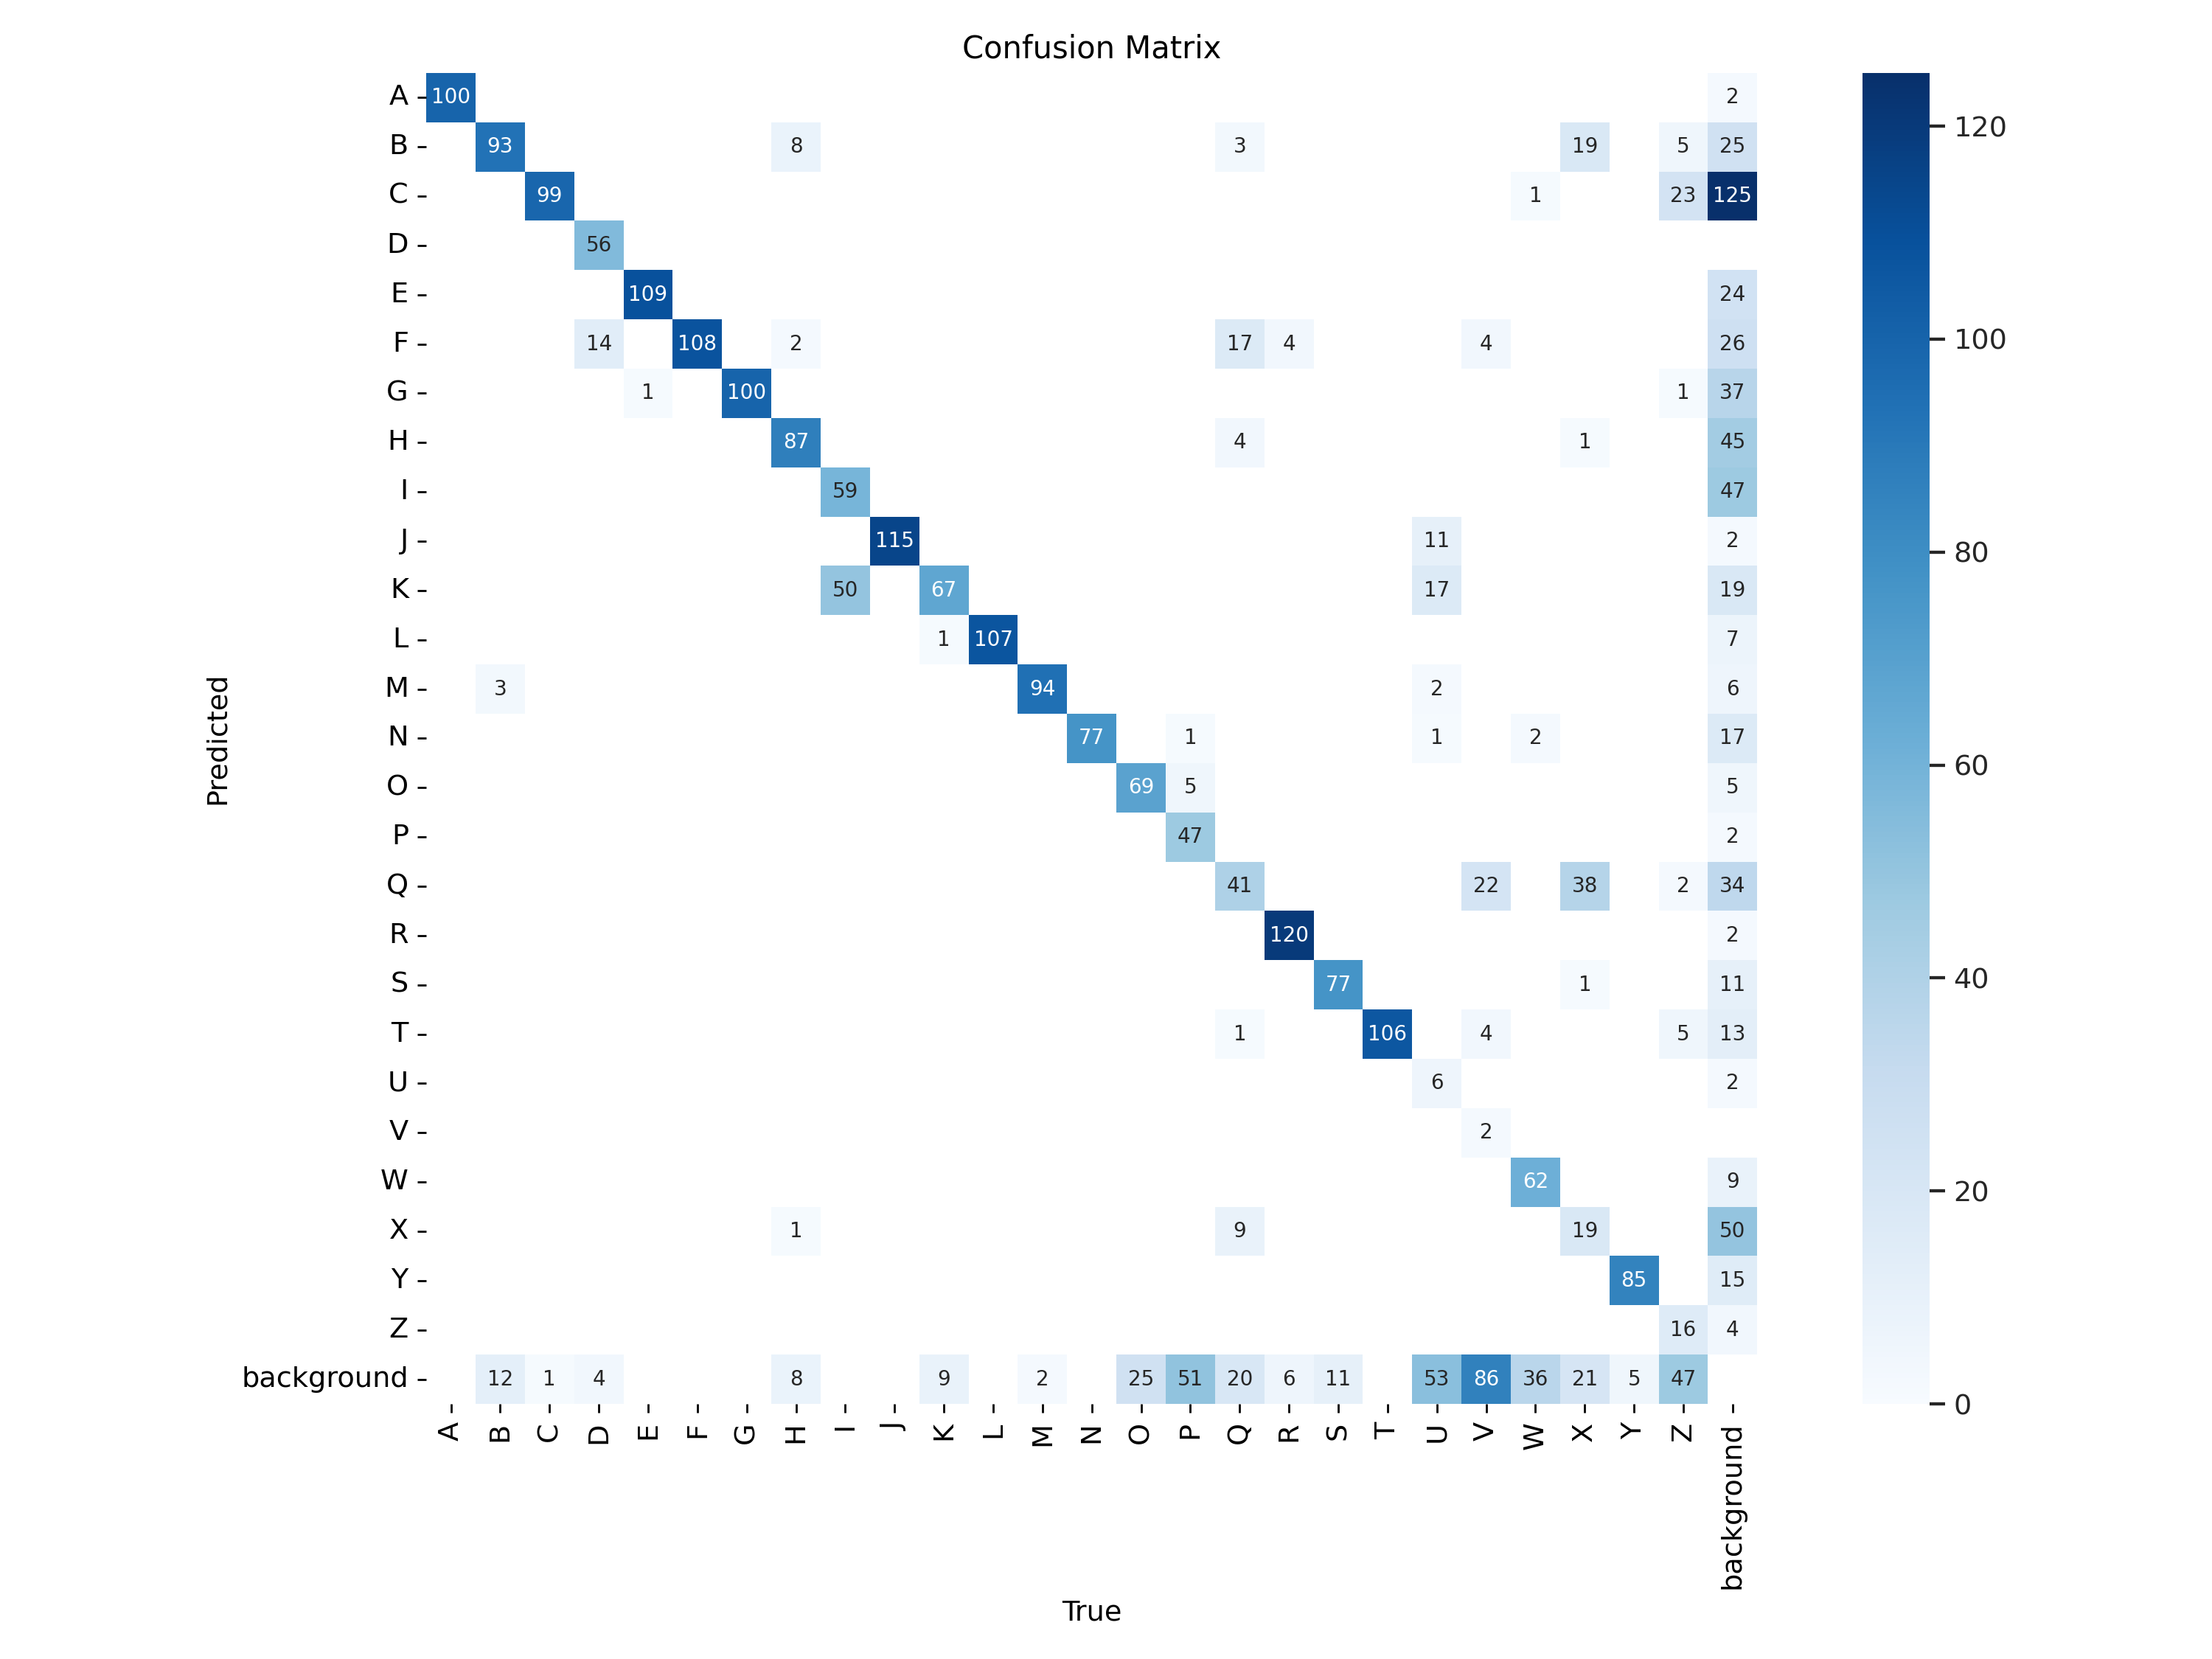 Confusion Matrix
A 100 2
B 93 8 3 19 5 25
C 99 1 23 125
D 56
E 109 24
F 14 108 2 17 4 4 26
G 1 100 1 37
H 87 4 1 45
I 59 47
J 115 11 2
K 50 67 17 19
L 1 107 7
M 3 94 2 6
N 77 1 1 2 17
O 69 5 5
P 47 2
Q 41 22 38 2 34
R 120 2
S 77 1 11
T 106 1 4 5 13
U 6 2
V 2
W 62 9
X 1 9 19 50
Y 85 15
Z 16 4
background 12 1 4 8 9 2 25 51 20 6 11 53 86 36 21 5 47
A B C D E F G H I J K L M N O P Q R S T U V W X Y Z background
True
Predicted
120
100
80
60
40
20
0